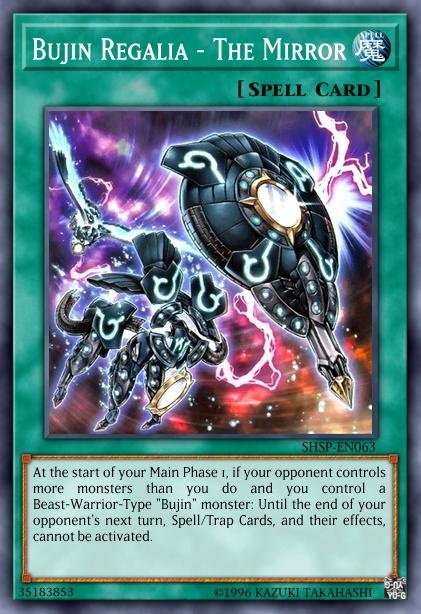 Bujin Regalia - The Mirror
SPELL
魔
[Spell Card]
SHSP-EN063
At the start of your Main Phase 1, if your opponent controls
more monsters than you do and you control a
Beast-Warrior-Type "Bujin" monster: Until the end of your
opponent's next turn, Spell/Trap Cards, and their effects,
cannot be activated.
35183853
©1996 KAZUKI TAKAHASHI